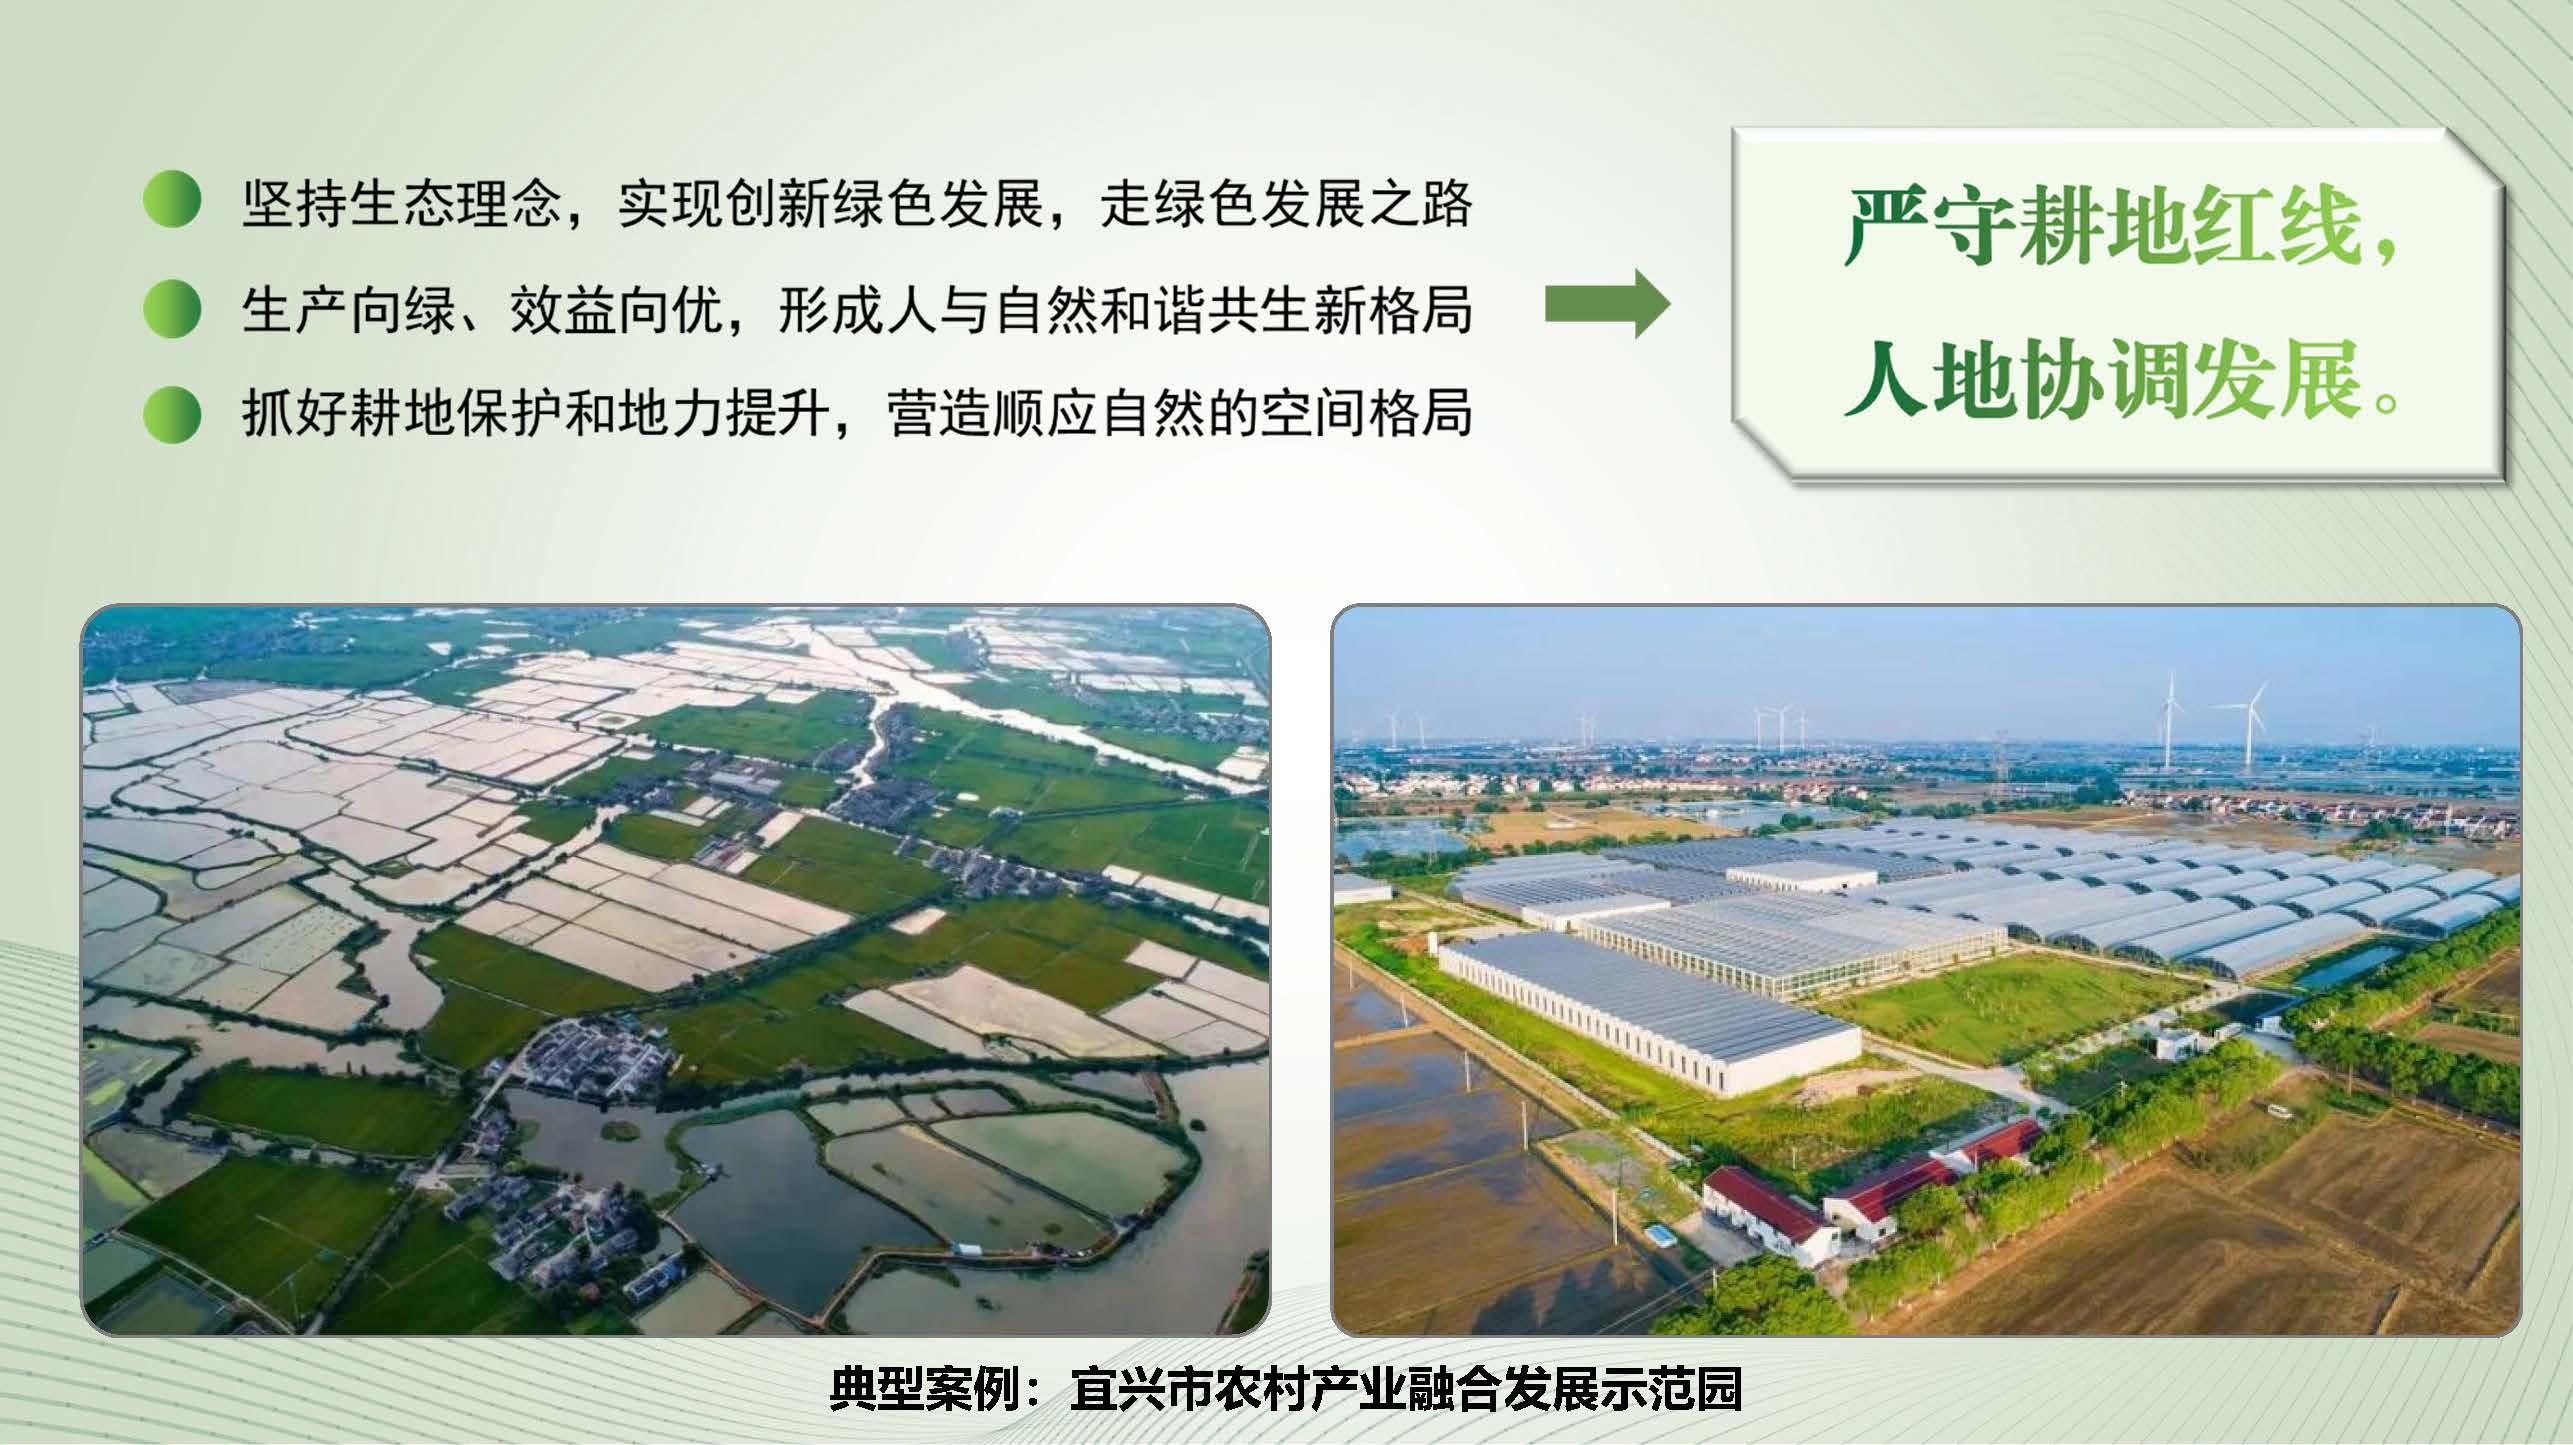 坚持生态理念，实现创新绿色发展，走绿色发展之路
生产向绿、效益向优，形成人与自然和谐共生新格局
抓好耕地保护和地力提升，营造顺应自然的空间格局
严守耕地红线，
人地协调发展。
典型案例：宜兴市农村产业融合发展示范园